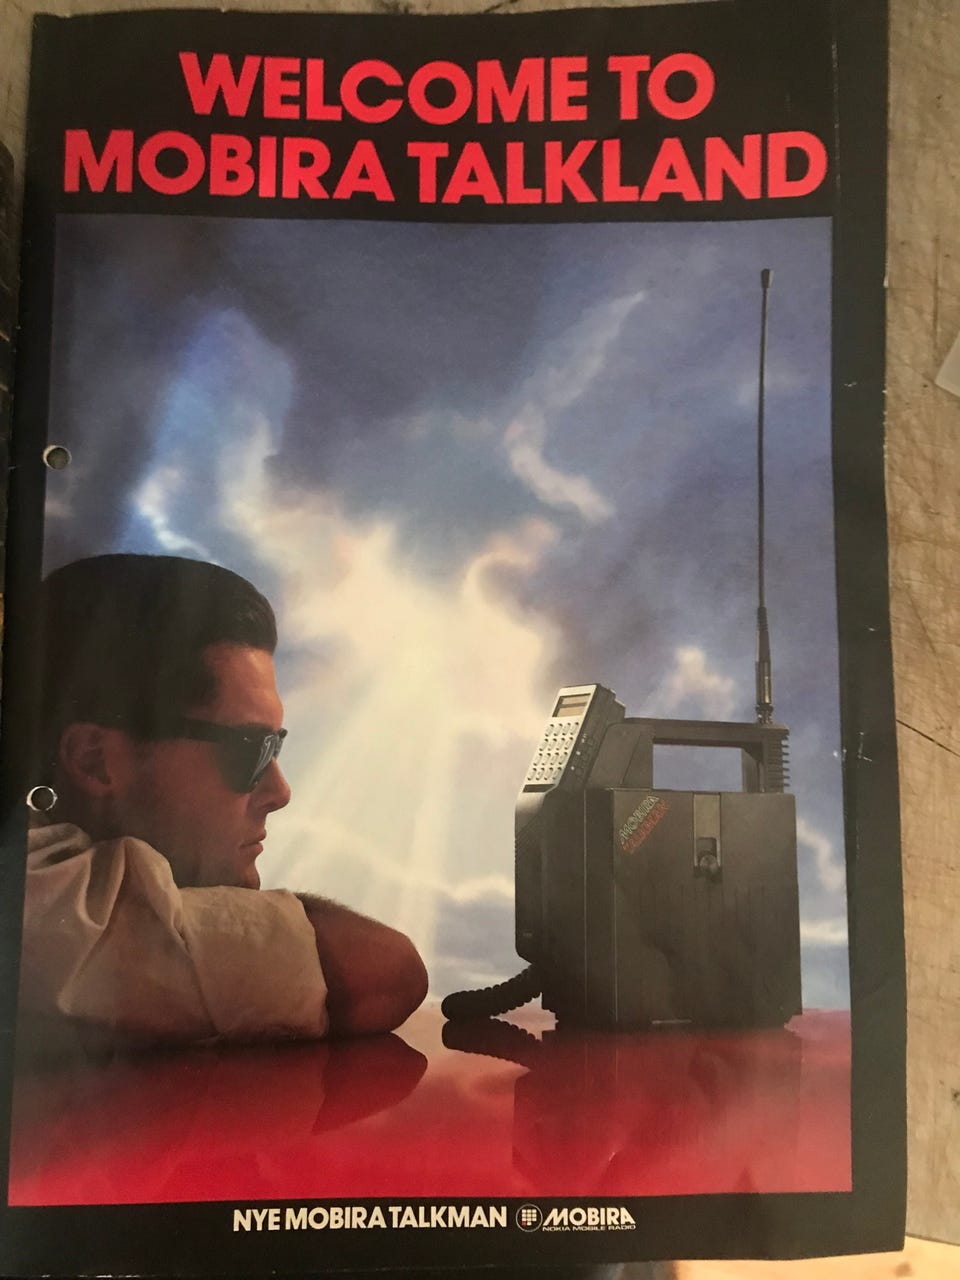 WELCOME TO
MOBIRA TALKLAND
MOBIRA
TALKMAN
NYE MOBIRA TALKMAN MOBIRA
NOKIA MOBILE RADIO